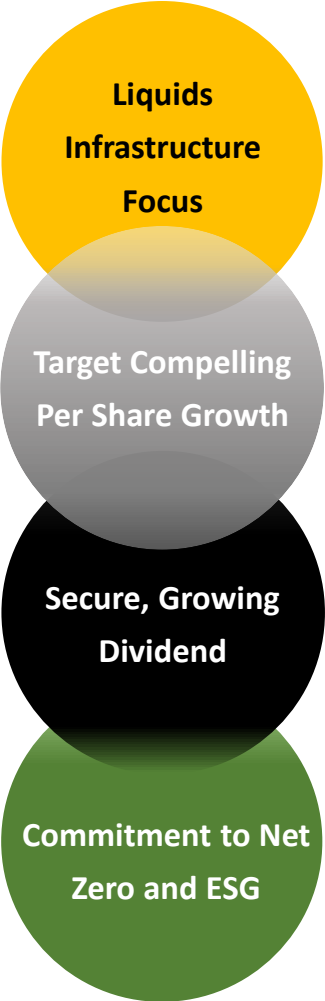 Liquids
Infrastructure
Focus
Target Compelling
Per Share Growth
Secure, Growing
Dividend
Commitment to Net
Zero and ESG